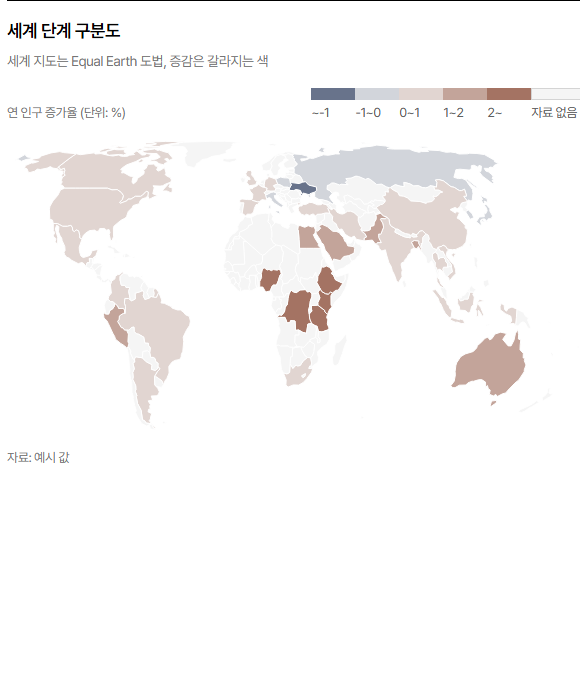 세계 단계 구분도
세계 지도는 Equal Earth 도법, 증감은 갈라지는 색
연 인구 증가율 (단위: %)
~-1 -1~0 0~1 1~2 2~ 자료 없음
자료: 예시 값